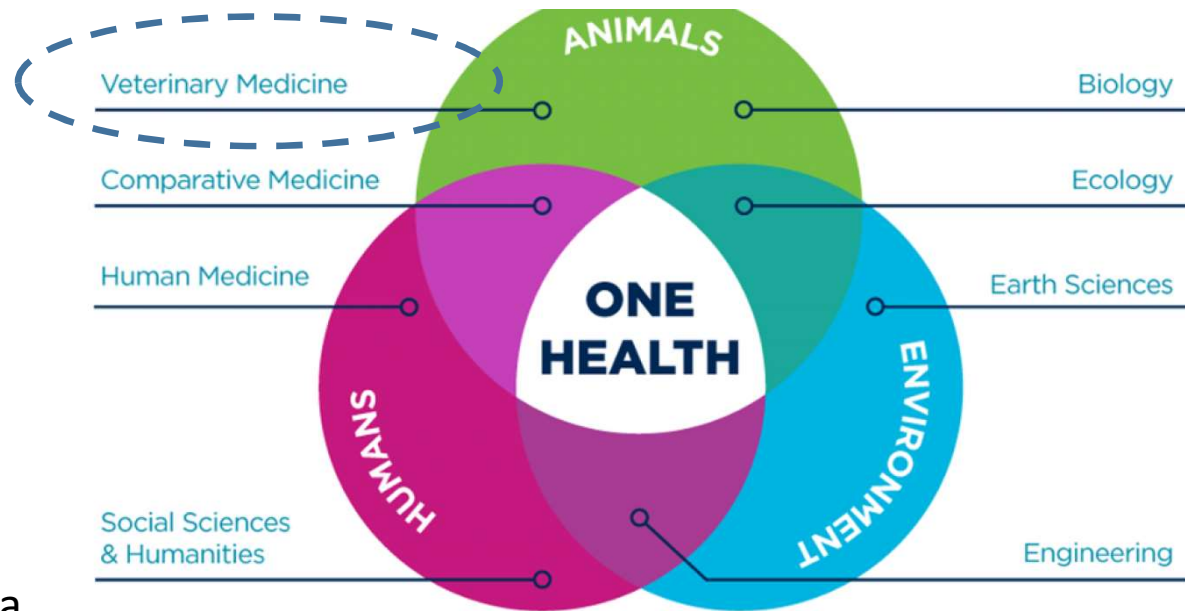 ANIMALS
Veterinary Medicine
Biology
Comparative Medicine
Ecology
Human Medicine
Earth Sciences
ONE
HEALTH
HUMANS
ENVIRONMENT
Social Sciences
& Humanities
Engineering
a